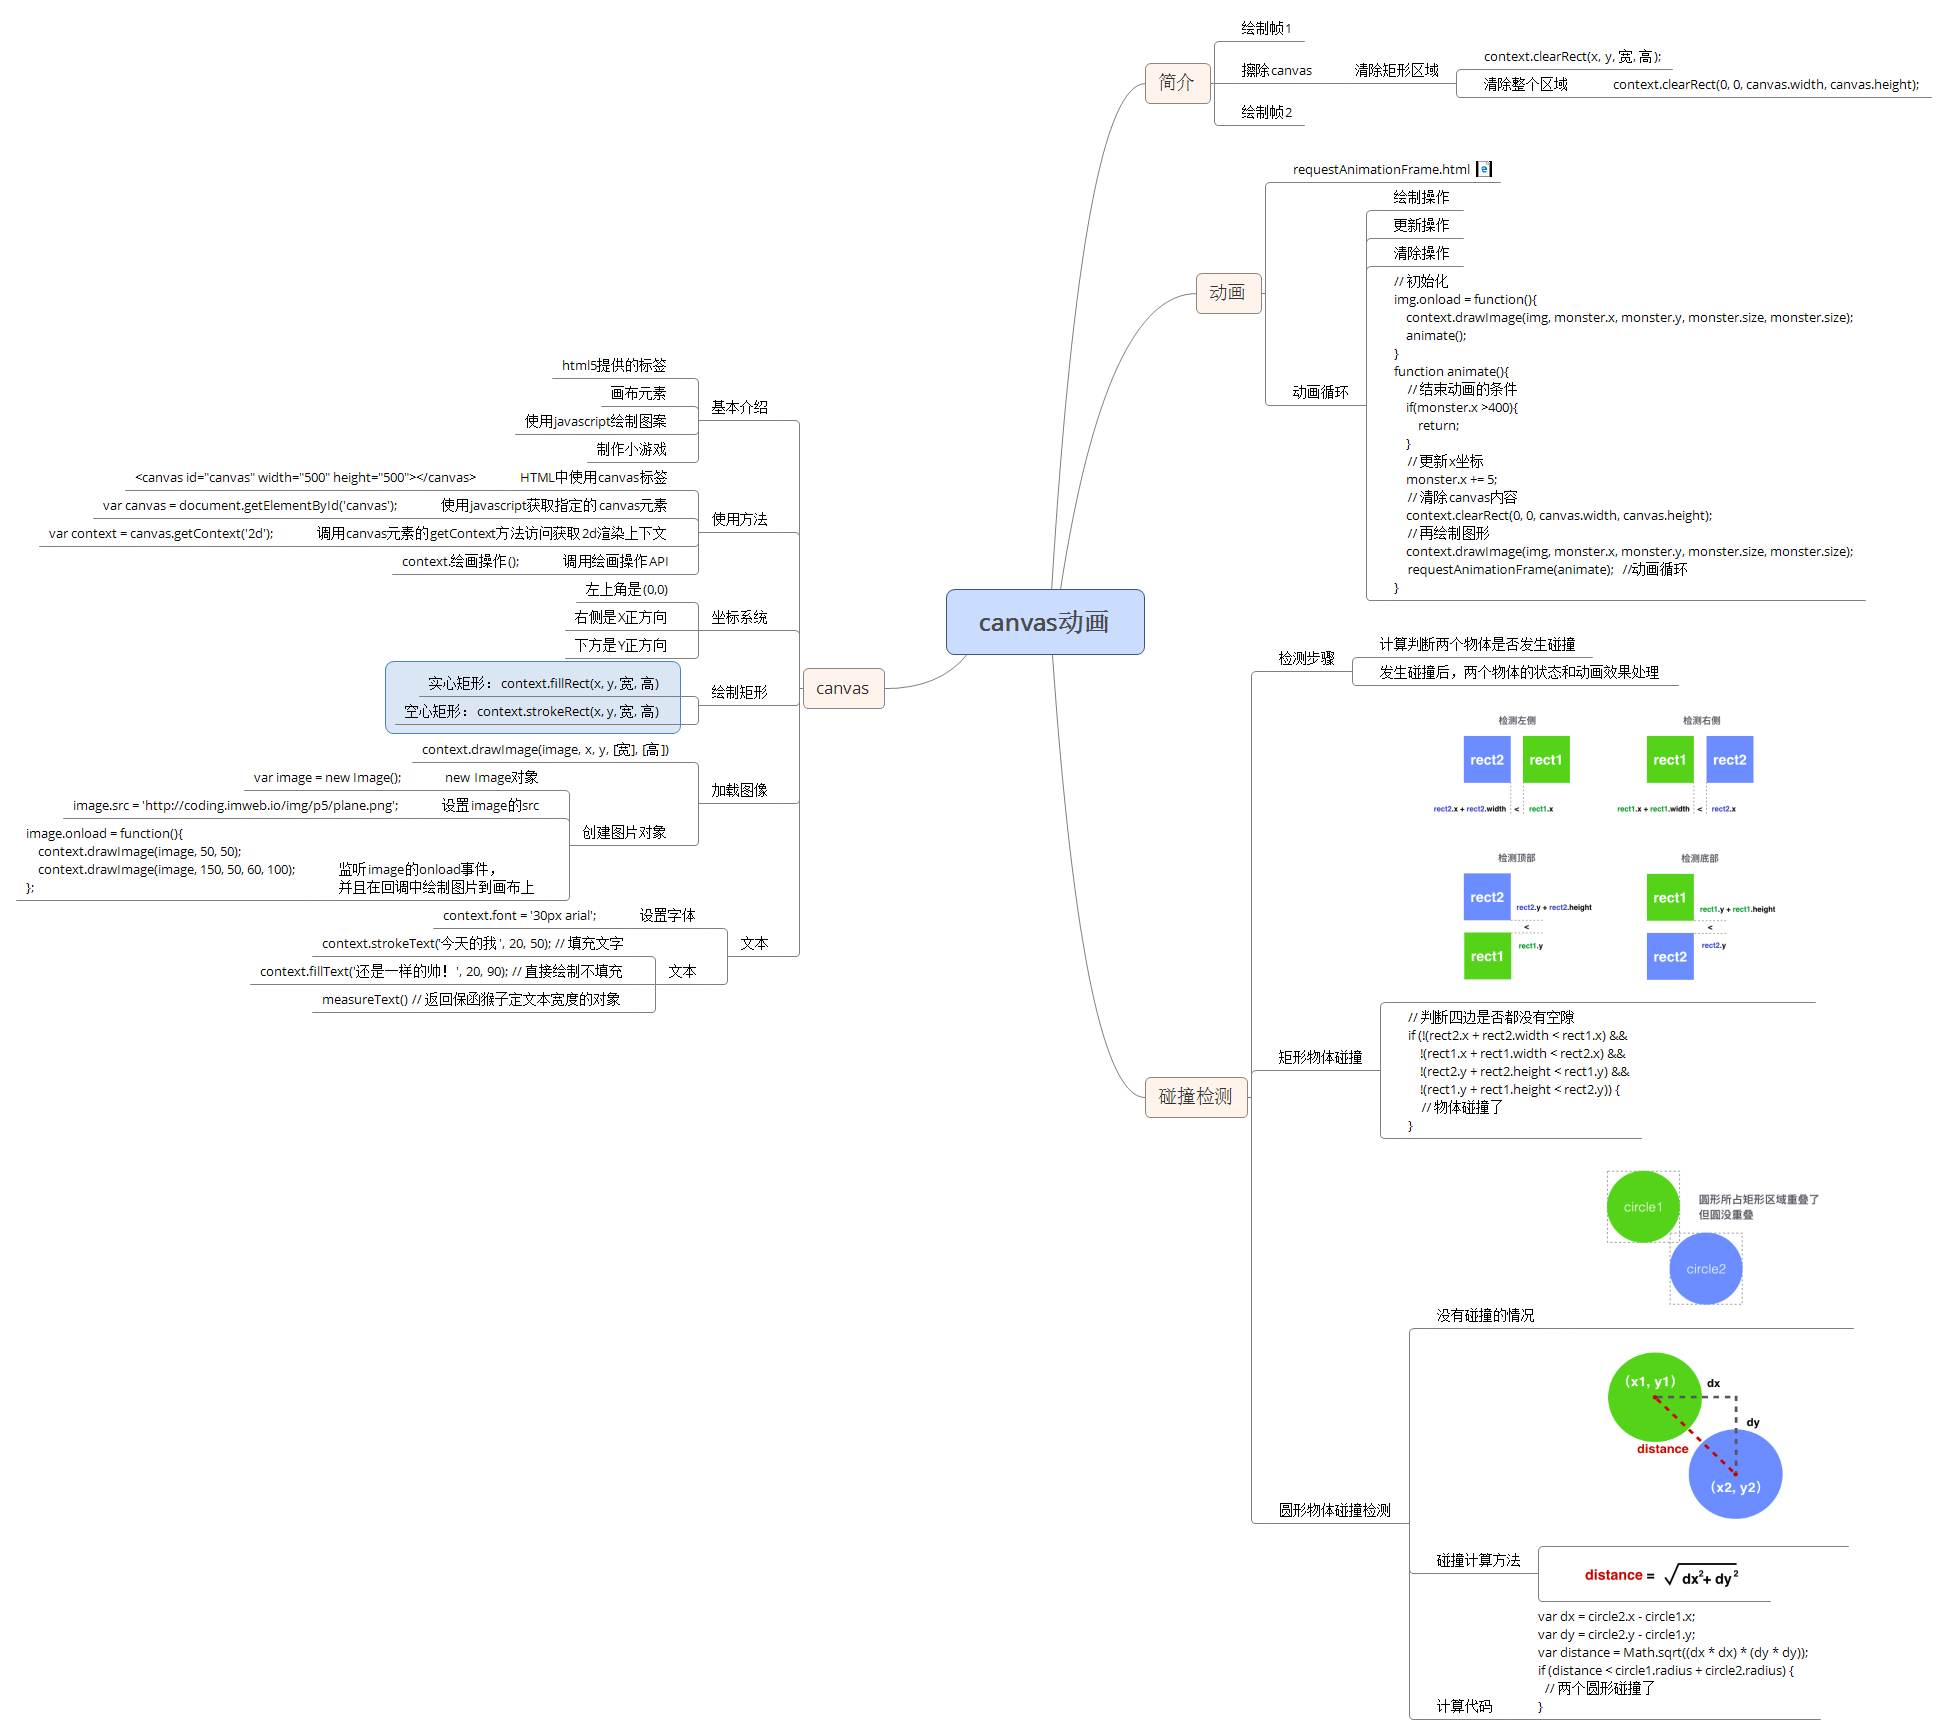 canvas动画
简介
绘制帧1
擦除canvas
清除矩形区域
context.clearRect(x, y, 宽, 高);
清除整个区域
context.clearRect(0, 0, canvas.width, canvas.height);
绘制帧2
动画
requestAnimationFrame.html
动画循环
绘制操作
更新操作
清除操作
// 初始化
img.onload = function(){
context.drawImage(img, monster.x, monster.y, monster.size, monster.size);
animate();
}
function animate(){
// 结束动画的条件
if(monster.x >400){
return;
}
// 更新x坐标
monster.x += 5;
// 清除canvas内容
context.clearRect(0, 0, canvas.width, canvas.height);
// 再绘制图形
context.drawImage(img, monster.x, monster.y, monster.size, monster.size);
requestAnimationFrame(animate); //动画循环
}
碰撞检测
检测步骤
计算判断两个物体是否发生碰撞
发生碰撞后，两个物体的状态和动画效果处理
矩形物体碰撞
检测左侧
rect2 rect1
rect2.x + rect2.width < rect1.x
检测右侧
rect1 rect2
rect1.x + rect1.width < rect2.x
检测顶部
rect2
rect2.y + rect2.height
<
rect1.y
rect1
检测底部
rect1
rect1.y + rect1.height
<
rect2.y
rect2
// 判断四边是否都没有空隙
if (!(rect2.x + rect2.width < rect1.x) &&
!(rect1.x + rect1.width < rect2.x) &&
!(rect2.y + rect2.height < rect1.y) &&
!(rect1.y + rect1.height < rect2.y)) {
// 物体碰撞了
}
圆形物体碰撞检测
circle1
圆形所占矩形区域重叠了
但圆没重叠
circle2
没有碰撞的情况
(x1, y1)
dx
dy
distance
(x2, y2)
碰撞计算方法
distance = √dx²+ dy²
计算代码
var dx = circle2.x - circle1.x;
var dy = circle2.y - circle1.y;
var distance = Math.sqrt((dx * dx) * (dy * dy));
if (distance < circle1.radius + circle2.radius) {
// 两个圆形碰撞了
}
canvas
基本介绍
html5提供的标签
画布元素
使用javascript绘制图案
制作小游戏
使用方法
HTML中使用canvas标签
<canvas id="canvas" width="500" height="500"></canvas>
使用javascript获取指定的canvas元素
var canvas = document.getElementById('canvas');
调用canvas元素的getContext方法访问获取2d渲染上下文
var context = canvas.getContext('2d');
调用绘画操作API
context.绘画操作();
坐标系统
左上角是(0,0)
右侧是X正方向
下方是Y正方向
绘制矩形
实心矩形：context.fillRect(x, y, 宽, 高)
空心矩形：context.strokeRect(x, y, 宽, 高)
加载图像
context.drawImage(image, x, y, [宽], [高])
创建图片对象
new Image对象
var image = new Image();
设置image的src
image.src = 'http://coding.imweb.io/img/p5/plane.png';
监听image的onload事件，
并且在回调中绘制图片到画布上
image.onload = function(){
context.drawImage(image, 50, 50);
context.drawImage(image, 150, 50, 60, 100);
};
文本
设置字体
context.font = '30px arial';
文本
context.strokeText('今天的我', 20, 50); // 填充文字
context.fillText('还是一样的帅！', 20, 90); // 直接绘制不填充
measureText() // 返回保函猴子定文本宽度的对象